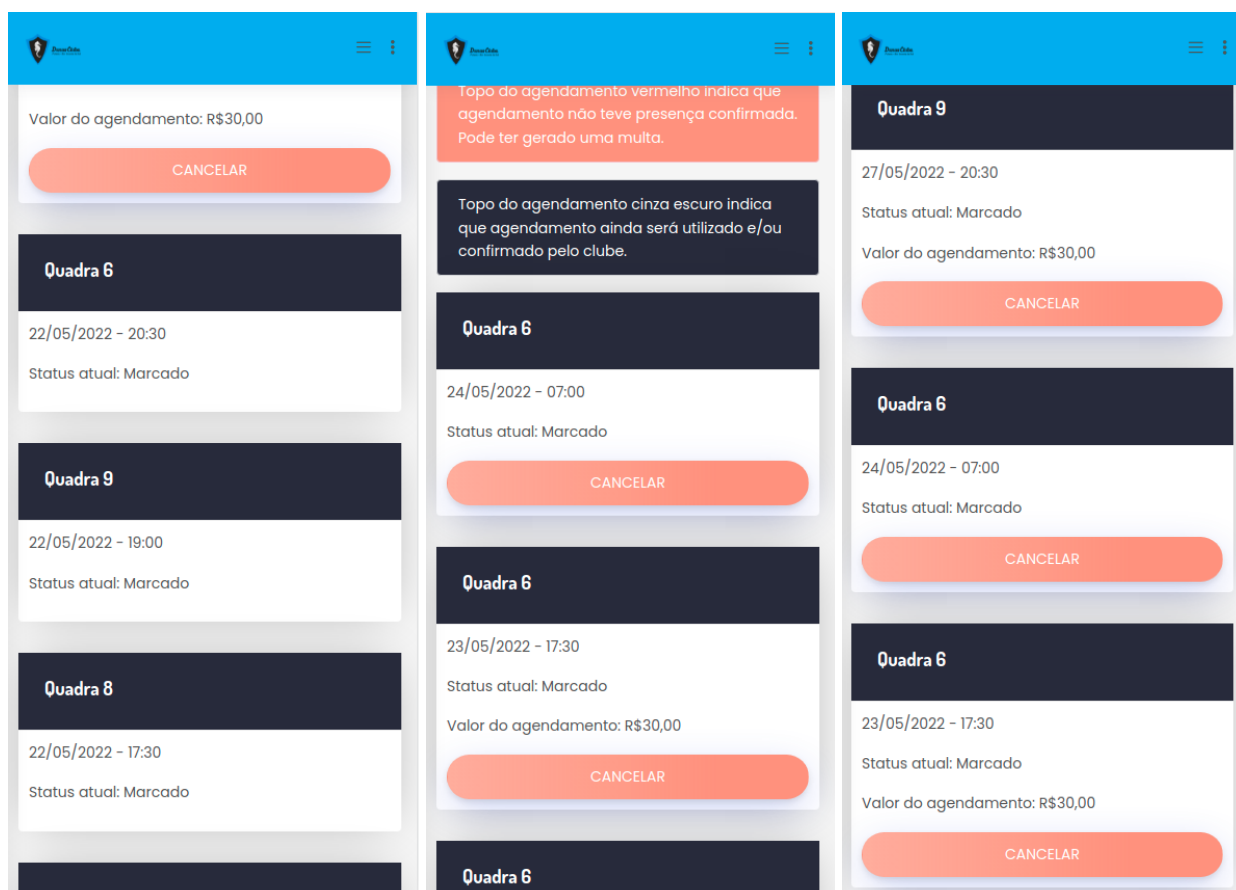 Valor do agendamento: R$30,00
CANCELAR
Quadra 6
22/05/2022 - 20:30
Status atual: Marcado
Quadra 9
22/05/2022 - 19:00
Status atual: Marcado
Quadra 8
22/05/2022 - 17:30
Status atual: Marcado
Topo do agendamento vermelho indica que
agendamento não teve presença confirmada.
Pode ter gerado uma multa.
Topo do agendamento cinza escuro indica
que agendamento ainda será utilizado e/ou
confirmado pelo clube.
Quadra 6
24/05/2022 - 07:00
Status atual: Marcado
CANCELAR
Quadra 6
23/05/2022 - 17:30
Status atual: Marcado
Valor do agendamento: R$30,00
CANCELAR
Quadra 6
Quadra 9
27/05/2022 - 20:30
Status atual: Marcado
Valor do agendamento: R$30,00
CANCELAR
Quadra 6
24/05/2022 - 07:00
Status atual: Marcado
CANCELAR
Quadra 6
23/05/2022 - 17:30
Status atual: Marcado
Valor do agendamento: R$30,00
CANCELAR